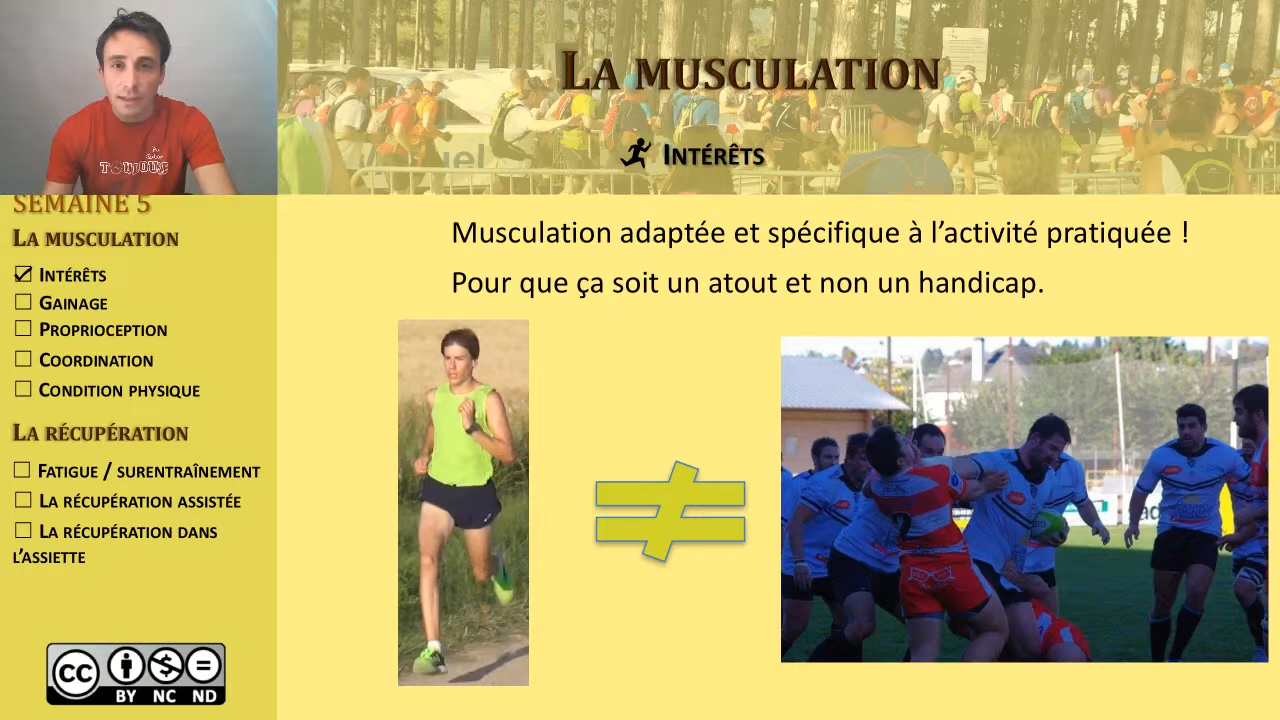 LA MUSCULATION
INTÉRÊTS
SEMAINE 5
LA MUSCULATION
INTÉRÊTS
GAINAGE
PROPRIOCEPTION
COORDINATION
CONDITION PHYSIQUE
LA RÉCUPÉRATION
FATIGUE / SURENTRAÎNEMENT
LA RÉCUPÉRATION ASSISTÉE
LA RÉCUPÉRATION DANS
L'ASSIETTE
Musculation adaptée et spécifique à l'activité pratiquée !
Pour que ça soit un atout et non un handicap.
≠
CC BY NC ND